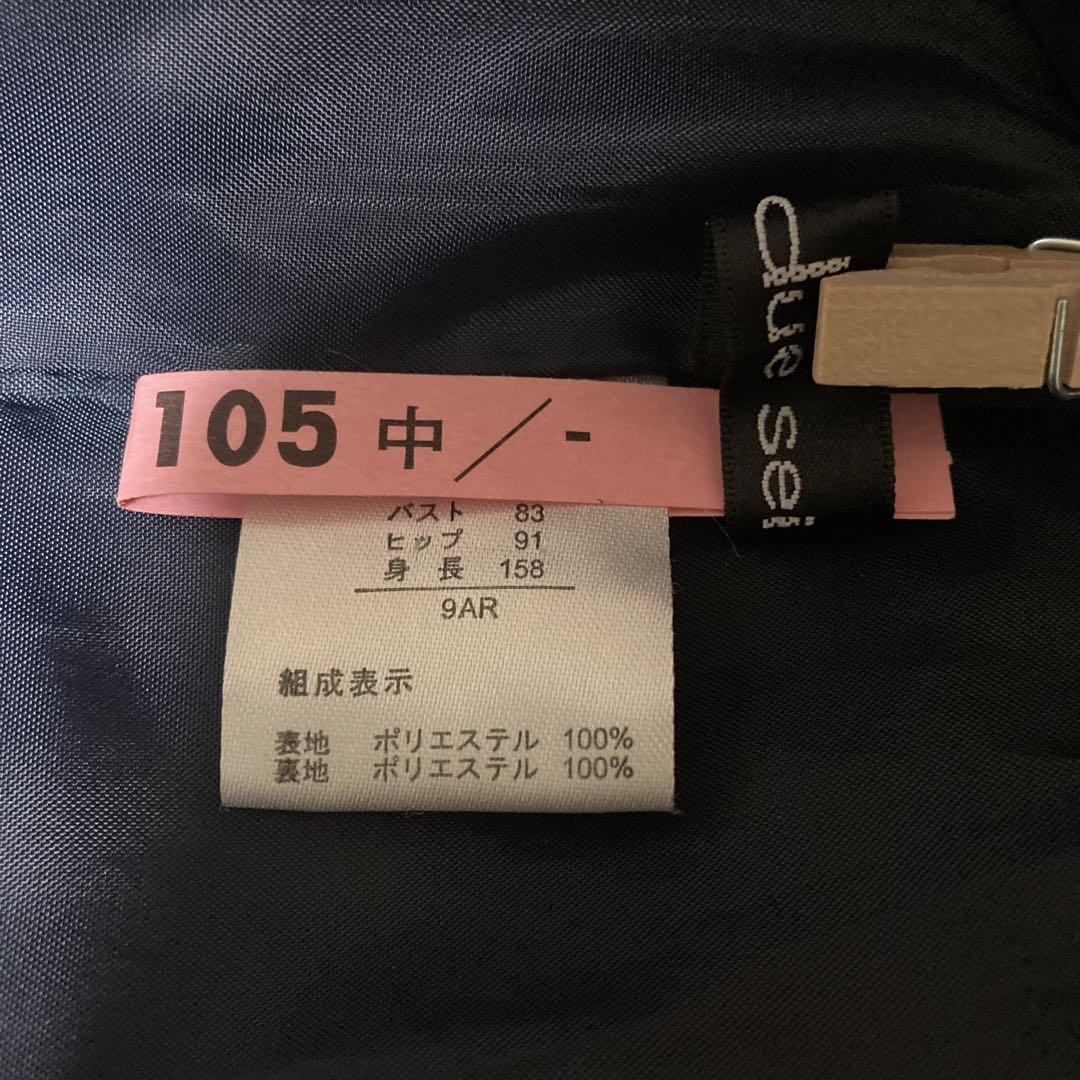 due sei
105 中／-
バスト 83
ヒップ 91
身長 158
9AR
組成表示
表地 ポリエステル 100%
裏地 ポリエステル 100%